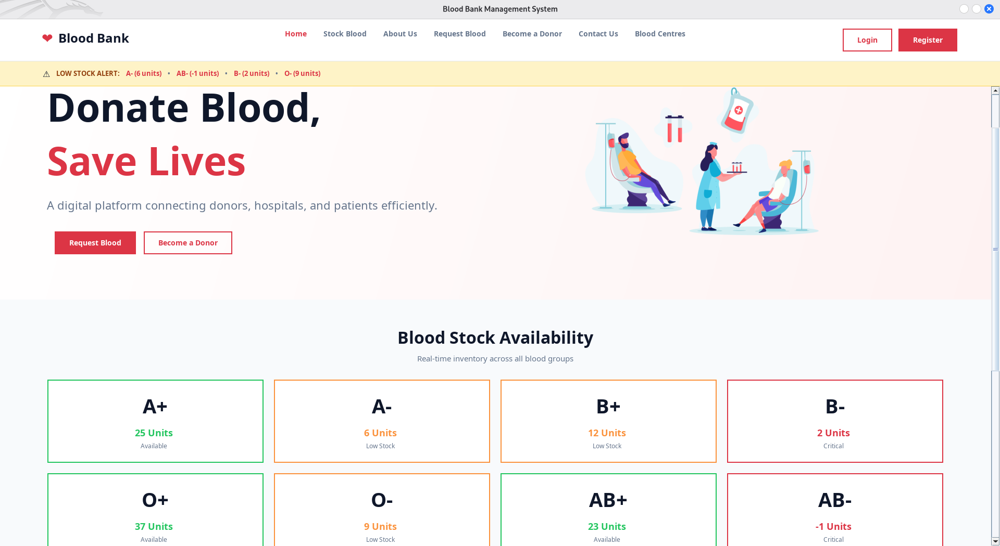 Blood Bank Management System
❤ Blood Bank
Home Stock Blood About Us Request Blood Become a Donor Contact Us Blood Centres
Login Register
⚠ LOW STOCK ALERT: A- (6 units) • AB- (-1 units) • B- (2 units) • O- (9 units)
Donate Blood,
Save Lives
A digital platform connecting donors, hospitals, and patients efficiently.
Request Blood Become a Donor
Blood Stock Availability
Real-time inventory across all blood groups
A+ A- B+ B-
25 Units 6 Units 12 Units 2 Units
Available Low Stock Low Stock Critical
O+ O- AB+ AB-
37 Units 9 Units 23 Units -1 Units
Available Low Stock Available Critical